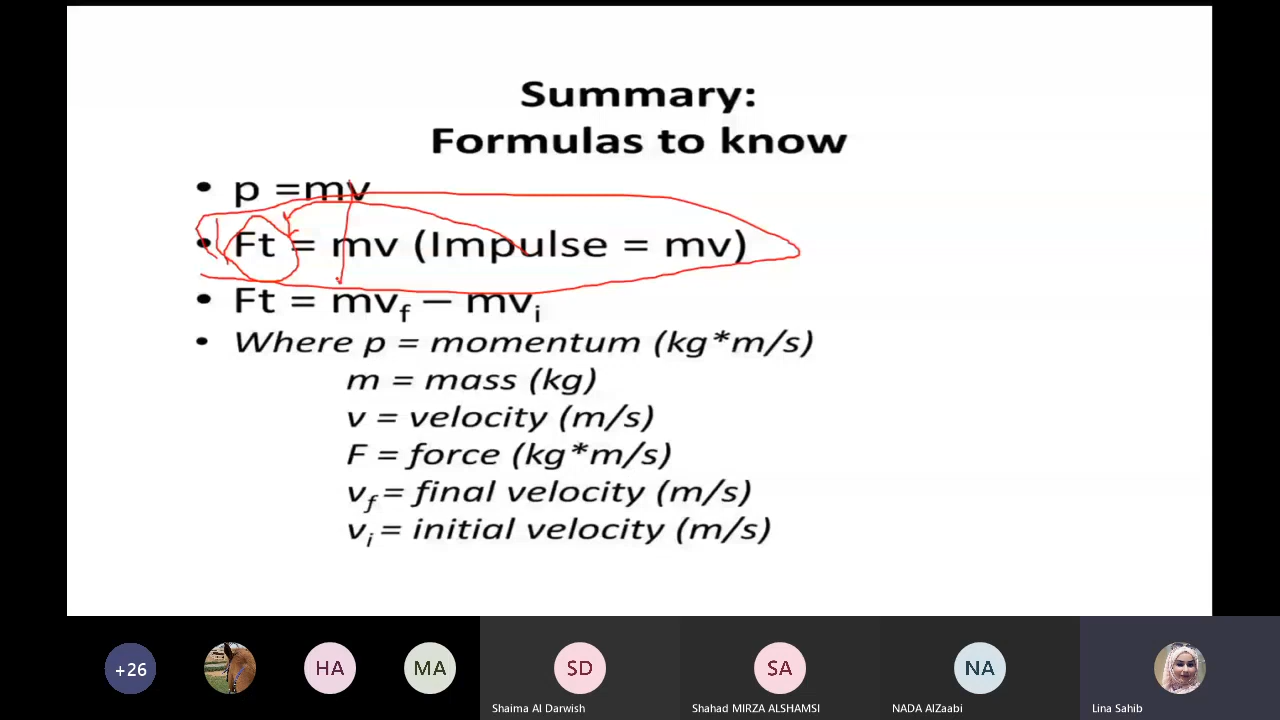 Summary:
Formulas to know
• p =mv
• Ft = mv (Impulse = mv)
• Ft = mvf – mvi
• Where p = momentum (kg*m/s)
m = mass (kg)
v = velocity (m/s)
F = force (kg*m/s)
vf = final velocity (m/s)
vi = initial velocity (m/s)
+26
HA
MA
SD
SA
NA
Shaima Al Darwish
Shahad MIRZA ALSHAMSI
NADA AlZaabi
Lina Sahib